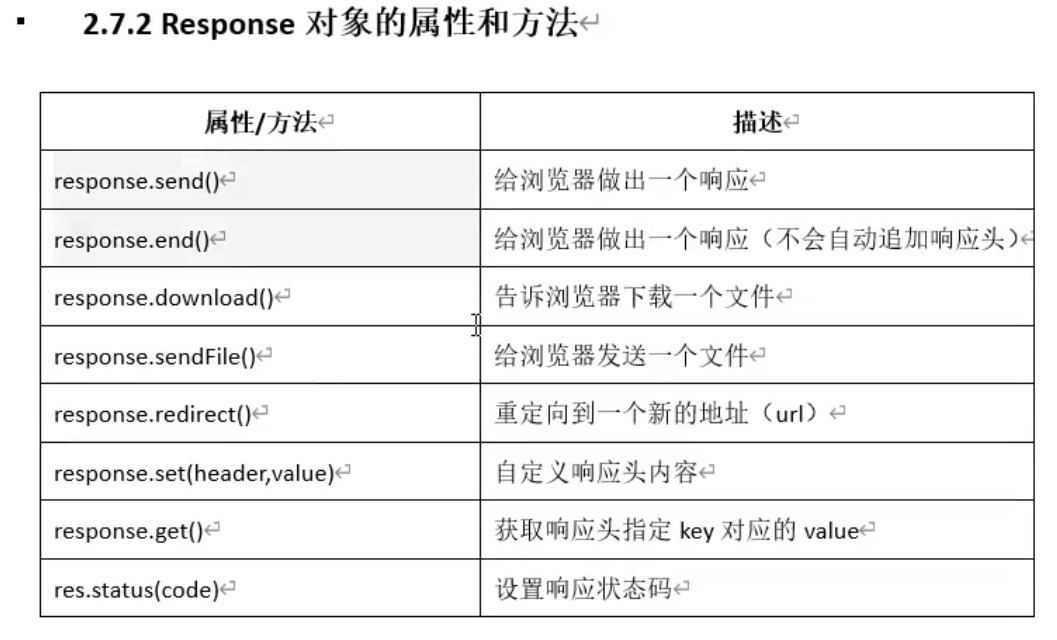 ▪ 2.7.2 Response 对象的属性和方法↵
属性/方法↵ 描述↵
response.send()↵ 给浏览器做出一个响应↵
response.end()↵ 给浏览器做出一个响应（不会自动追加响应头）↵
response.download()↵ 告诉浏览器下载一个文件↵
response.sendFile()↵ 给浏览器发送一个文件↵
response.redirect()↵ 重定向到一个新的地址（url）↵
response.set(header,value)↵ 自定义响应头内容↵
response.get()↵ 获取响应头指定 key 对应的 value↵
res.status(code)↵ 设置响应状态码↵